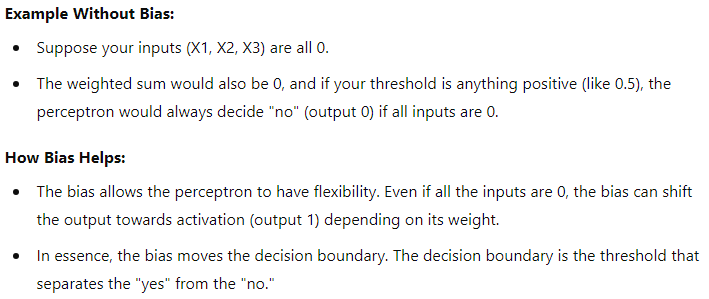 Example Without Bias:
• Suppose your inputs (X1, X2, X3) are all 0.
• The weighted sum would also be 0, and if your threshold is anything positive (like 0.5), the
perceptron would always decide "no" (output 0) if all inputs are 0.
How Bias Helps:
• The bias allows the perceptron to have flexibility. Even if all the inputs are 0, the bias can shift
the output towards activation (output 1) depending on its weight.
• In essence, the bias moves the decision boundary. The decision boundary is the threshold that
separates the "yes" from the "no."